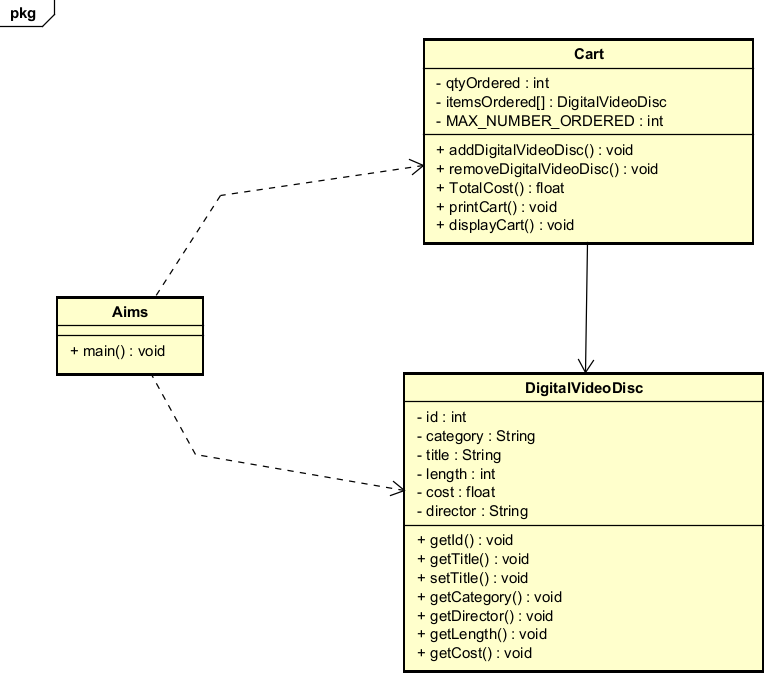 pkg
Cart
- qtyOrdered : int
- itemsOrdered[] : DigitalVideoDisc
- MAX_NUMBER_ORDERED : int
+ addDigitalVideoDisc() : void
+ removeDigitalVideoDisc() : void
+ TotalCost() : float
+ printCart() : void
+ displayCart() : void
Aims
+ main() : void
DigitalVideoDisc
- id : int
- category : String
- title : String
- length : int
- cost : float
- director : String
+ getId() : void
+ getTitle() : void
+ setTitle() : void
+ getCategory() : void
+ getDirector() : void
+ getLength() : void
+ getCost() : void